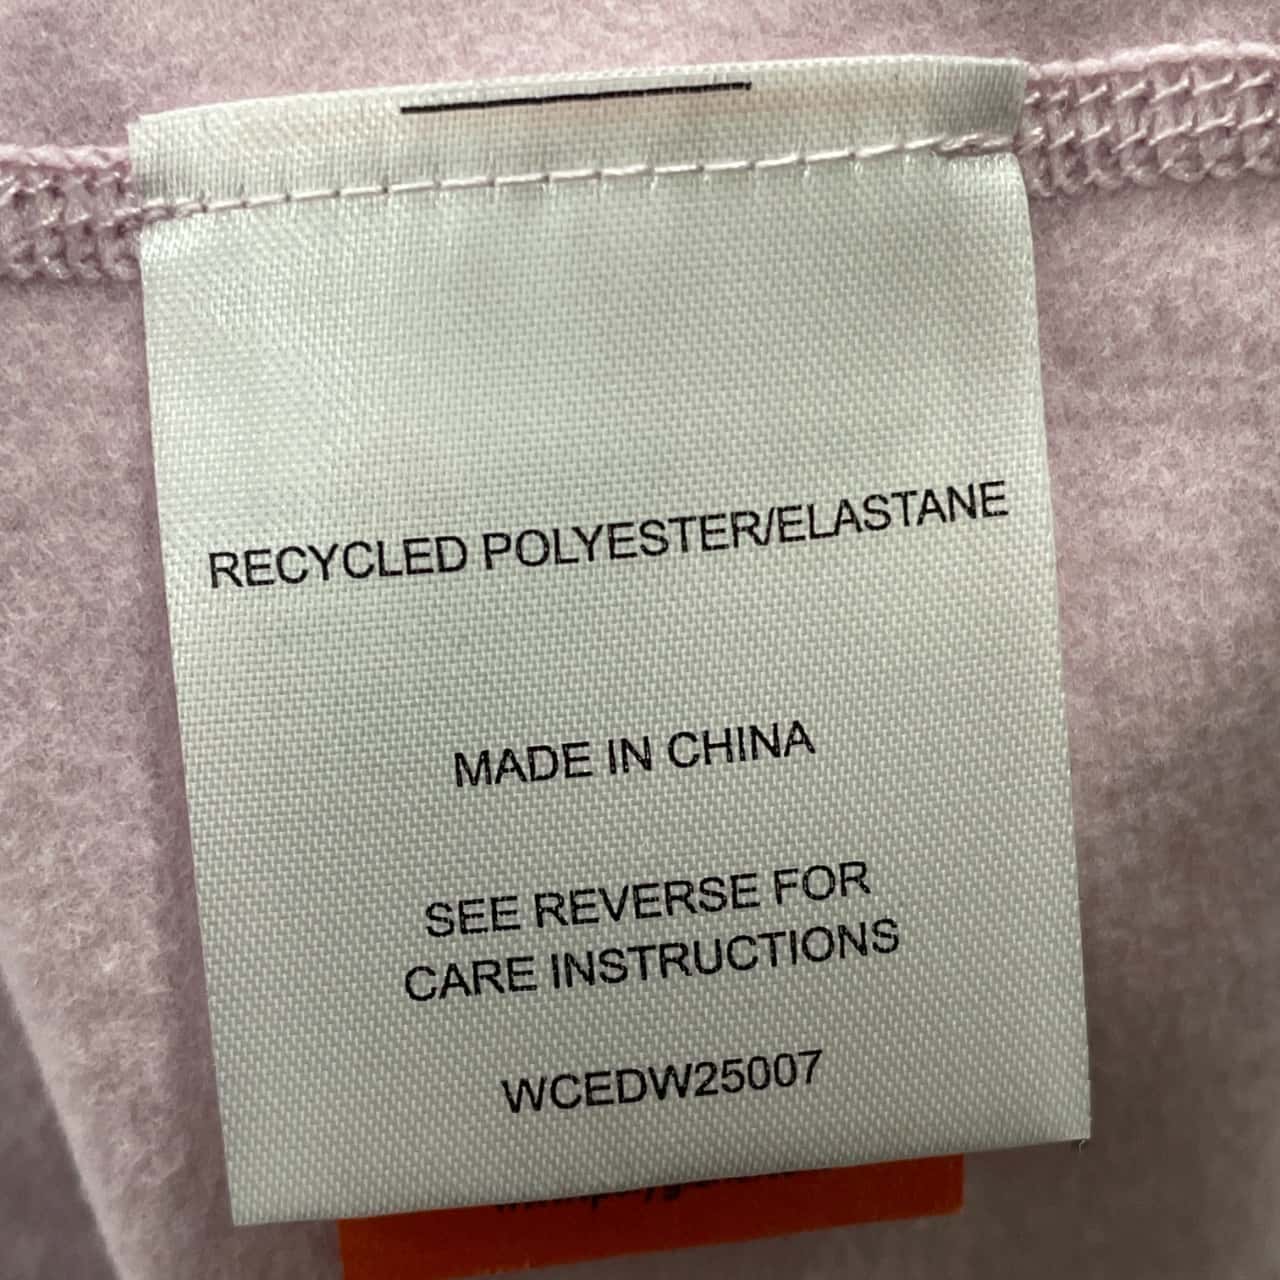 RECYCLED POLYESTER/ELASTANE
MADE IN CHINA
SEE REVERSE FOR
CARE INSTRUCTIONS
WCEDW25007